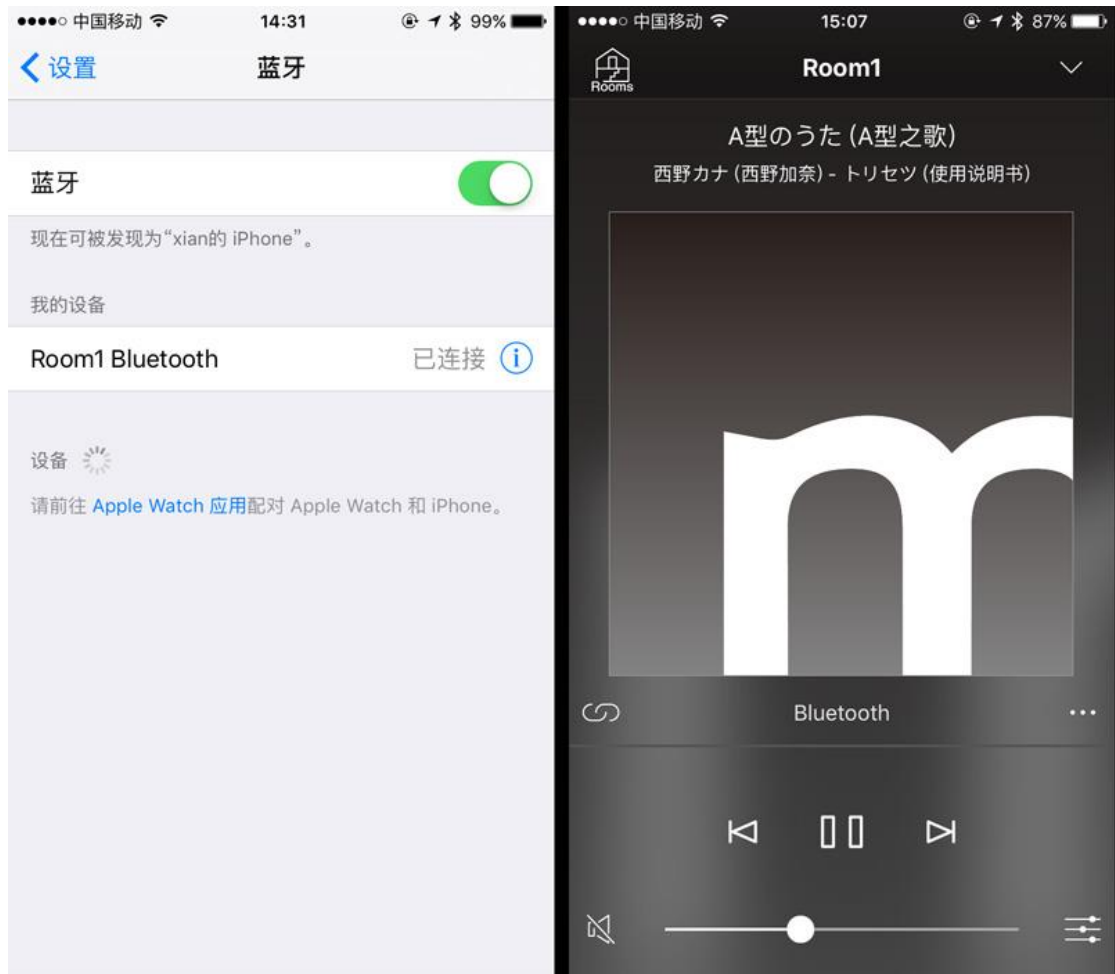 中国移动 14:31 99%
设置 蓝牙
蓝牙
现在可被发现为“xian的 iPhone”。
我的设备
Room1 Bluetooth 已连接
设备
请前往 Apple Watch 应用配对 Apple Watch 和 iPhone。
中国移动 15:07 87%
Rooms Room1
A型のうた (A型之歌)
西野カナ (西野加奈) - トリセツ (使用说明书)
m
Bluetooth